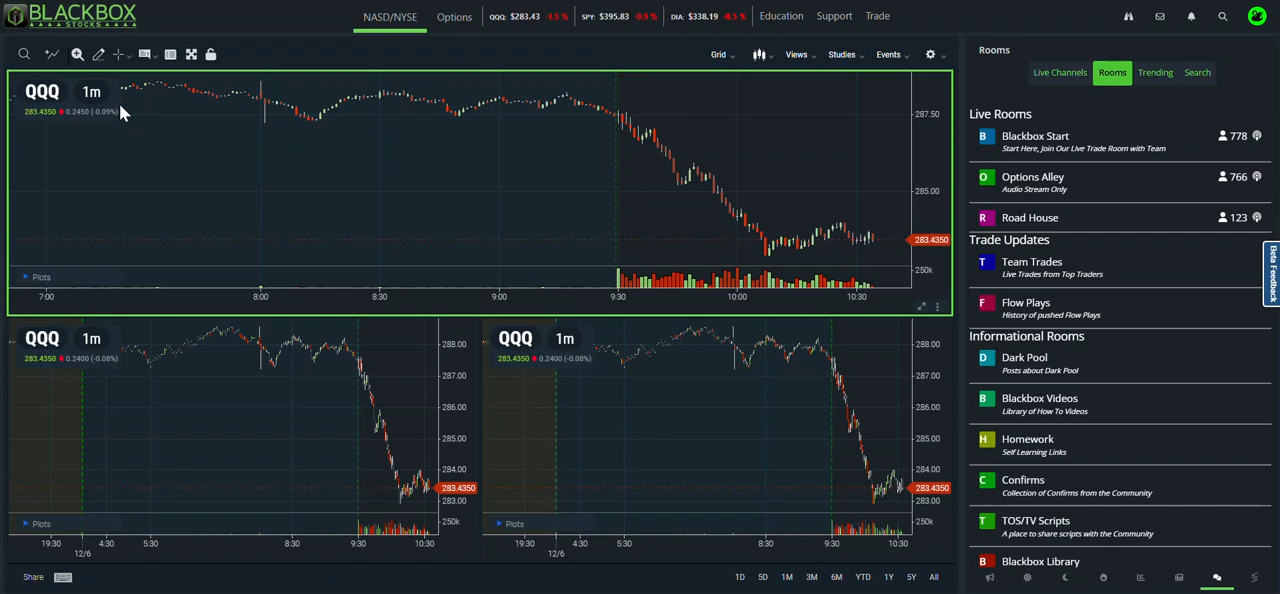 BLACKBOX
STOCKS
NASD/NYSE
Options
QQQ: $283.43 -1.5 %
SPY: $395.83 -0.9 %
DIA: $338.19 -0.5 %
Education
Support
Trade
Grid
Views
Studies
Events
QQQ 1m
283.4350 0.2450 (-0.09%)
287.50
285.00
283.4350
250k
Plots
7:00 8:00 8:30 9:00 9:30 10:00 10:30
QQQ 1m
283.4350 0.2400 (-0.08%)
288.00
287.00
286.00
285.00
284.00
283.4350
283.00
250k
Plots
19:30 4:30 5:30 8:30 9:30 10:30
12/6
QQQ 1m
283.4350 0.2400 (-0.08%)
288.00
287.00
286.00
285.00
284.00
283.4350
283.00
250k
Plots
19:30 4:30 5:30 8:30 9:30 10:30
12/6
Share
1D 5D 1M 3M 6M YTD 1Y 5Y All
Rooms
Live Channels Rooms Trending Search
Live Rooms
B Blackbox Start 778
Start Here, Join Our Live Trade Room with Team
O Options Alley 766
Audio Stream Only
R Road House 123
Trade Updates
T Team Trades
Live Trades from Top Traders
F Flow Plays
History of pushed Flow Plays
Informational Rooms
D Dark Pool
Posts about Dark Pool
B Blackbox Videos
Library of How To Videos
H Homework
Self Learning Links
C Confirms
Collection of Confirms from the Community
T TOS/TV Scripts
A place to share scripts with the Community
B Blackbox Library
Beta Feedback